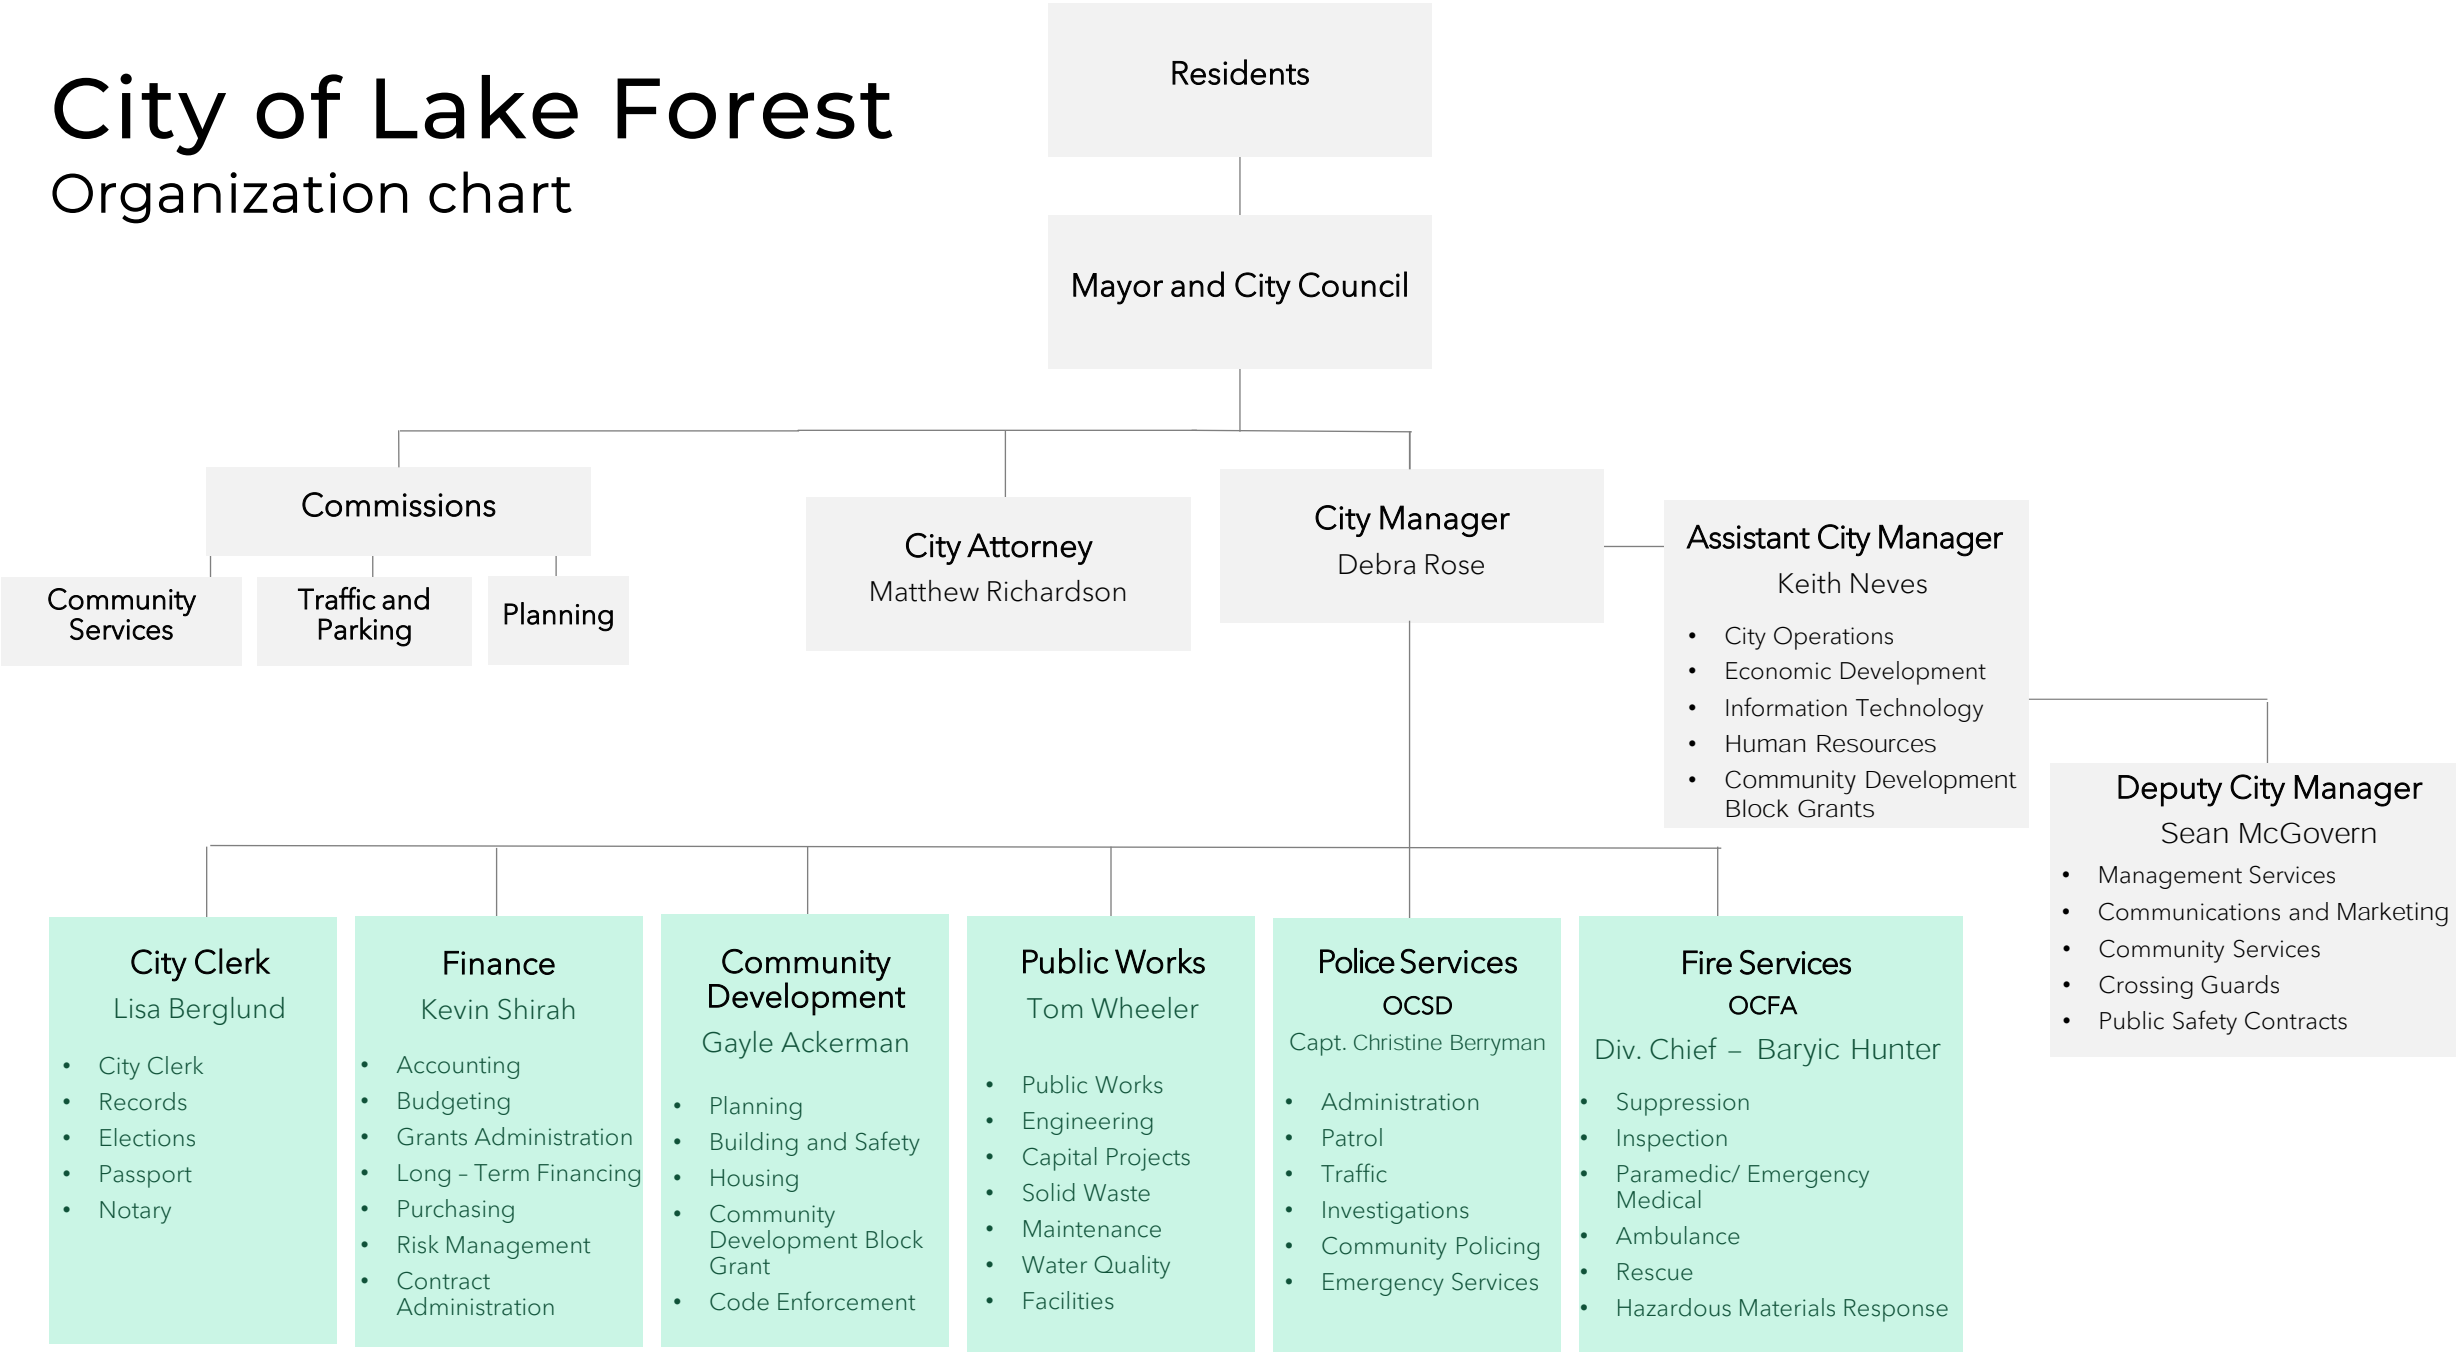 City of Lake Forest
Organization chart
Residents
Mayor and City Council
Commissions
Community
Services
Traffic and
Parking
Planning
City Attorney
Matthew Richardson
City Manager
Debra Rose
Assistant City Manager
Keith Neves
• City Operations
• Economic Development
• Information Technology
• Human Resources
• Community Development
Block Grants
Deputy City Manager
Sean McGovern
• Management Services
• Communications and Marketing
• Community Services
• Crossing Guards
• Public Safety Contracts
City Clerk
Lisa Berglund
• City Clerk
• Records
• Elections
• Passport
• Notary
Finance
Kevin Shirah
• Accounting
• Budgeting
• Grants Administration
• Long – Term Financing
• Purchasing
• Risk Management
• Contract
Administration
Community
Development
Gayle Ackerman
• Planning
• Building and Safety
• Housing
• Community
Development Block
Grant
• Code Enforcement
Public Works
Tom Wheeler
• Public Works
• Engineering
• Capital Projects
• Solid Waste
• Maintenance
• Water Quality
• Facilities
Police Services
OCSD
Capt. Christine Berryman
• Administration
• Patrol
• Traffic
• Investigations
• Community Policing
• Emergency Services
Fire Services
OCFA
Div. Chief – Baryic Hunter
• Suppression
• Inspection
• Paramedic/ Emergency
Medical
• Ambulance
• Rescue
• Hazardous Materials Response